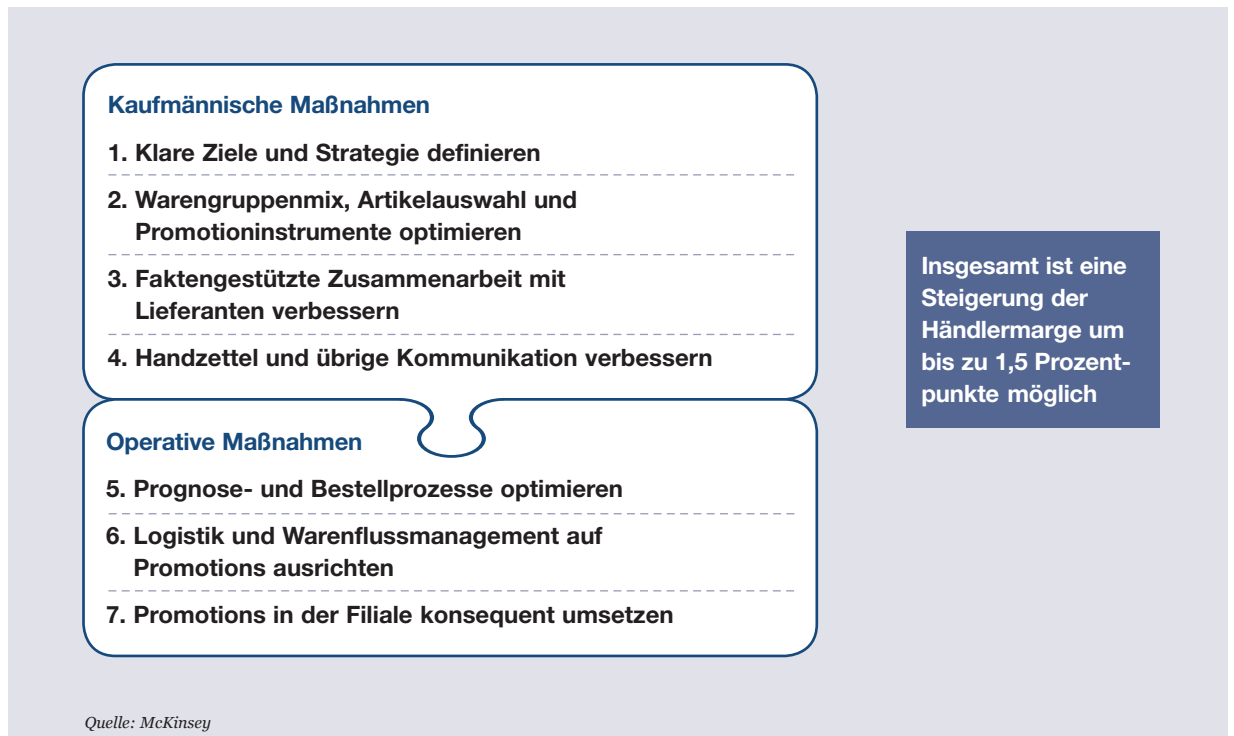 Kaufmännische Maßnahmen
1. Klare Ziele und Strategie definieren
2. Warengruppenmix, Artikelauswahl und
Promotioninstrumente optimieren
3. Faktengestützte Zusammenarbeit mit
Lieferanten verbessern
4. Handzettel und übrige Kommunikation verbessern
Operative Maßnahmen
5. Prognose- und Bestellprozesse optimieren
6. Logistik und Warenflussmanagement auf
Promotions ausrichten
7. Promotions in der Filiale konsequent umsetzen
Insgesamt ist eine
Steigerung der
Händlermarge um
bis zu 1,5 Prozent-
punkte möglich
Quelle: McKinsey